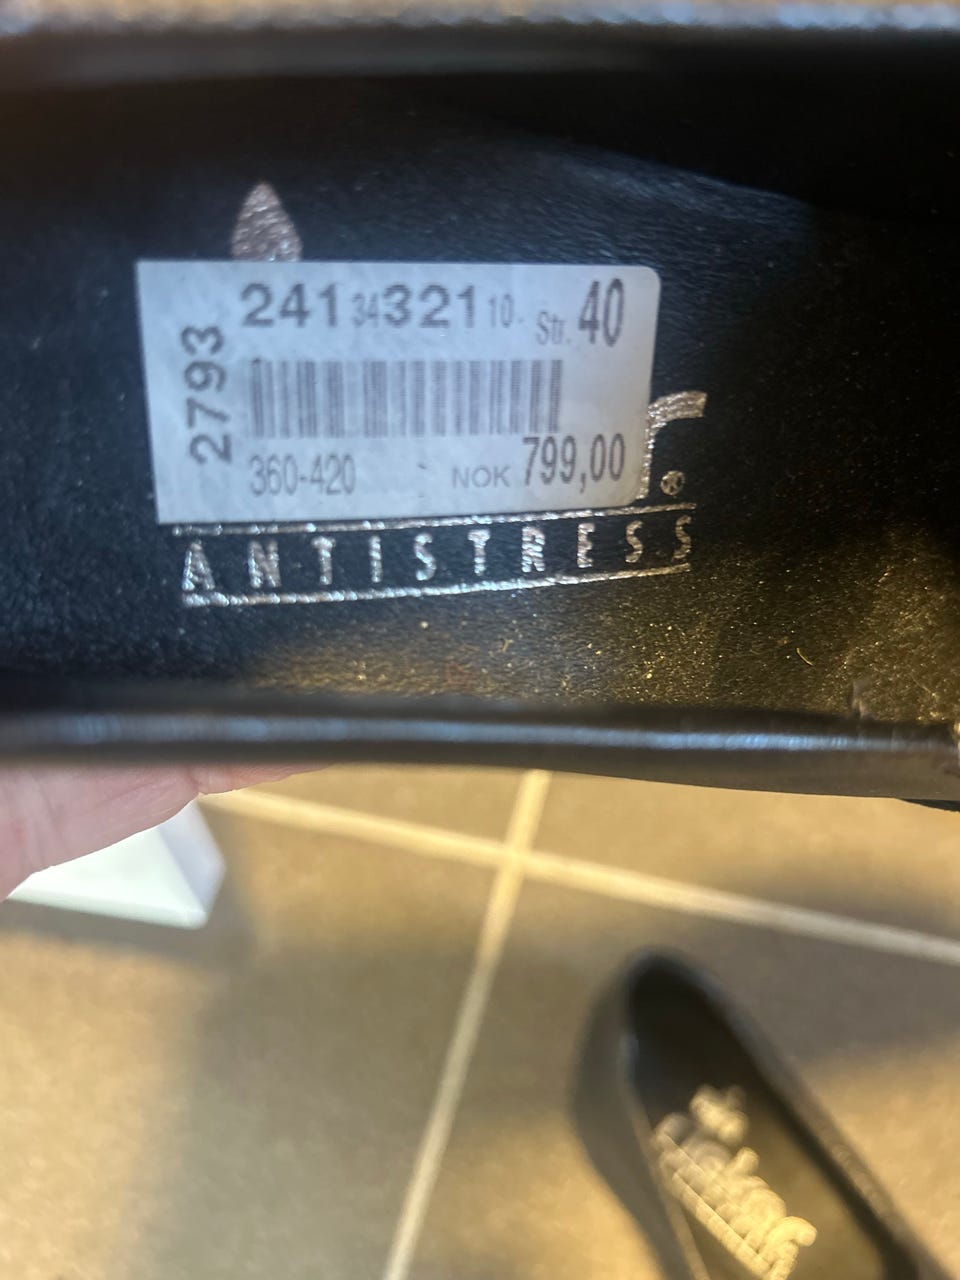 241 34 321 10. Str. 40
2793
360-420 NOK 799,00
r®
ANTISTRESS